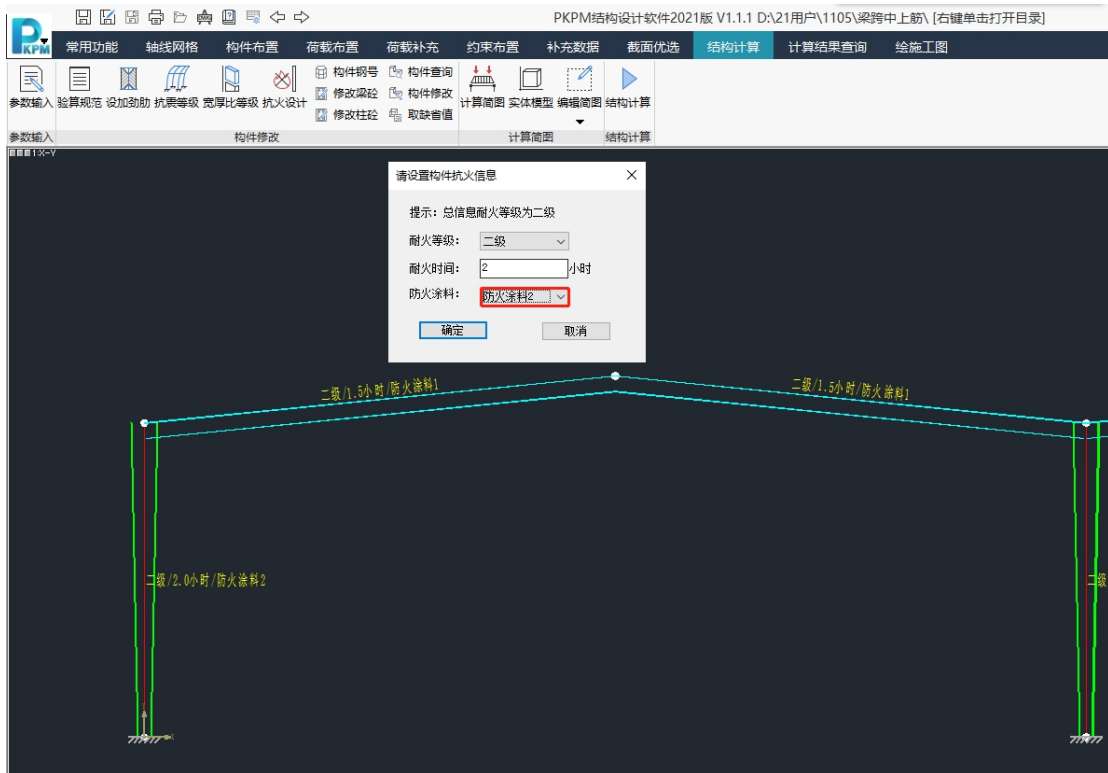 PKPM结构设计软件2021版 V1.1.1 D:\21用户\1105\梁跨中上筋\ [右键单击打开目录]
PKPM
常用功能 轴线网格 构件布置 荷载布置 荷载补充 约束布置 补充数据 截面优选 结构计算 计算结果查询 绘施工图
构件钢号 构件查询
修改梁砼 构件修改
参数输入 验算规范 设加劲肋 抗震等级 宽厚比等级 抗火设计 计算简图 实体模型 编辑简图 结构计算
修改柱砼 取缺省值
参数输入 构件修改 计算简图 结构计算
1:X-Y
请设置构件抗火信息
提示：总信息耐火等级为二级
耐火等级： 二级
耐火时间： 2 小时
防火涂料： 防火涂料2
确定 取消
二级/1.5小时/防火涂料1
二级/1.5小时/防火涂料1
二级/2.0小时/防火涂料2
二级